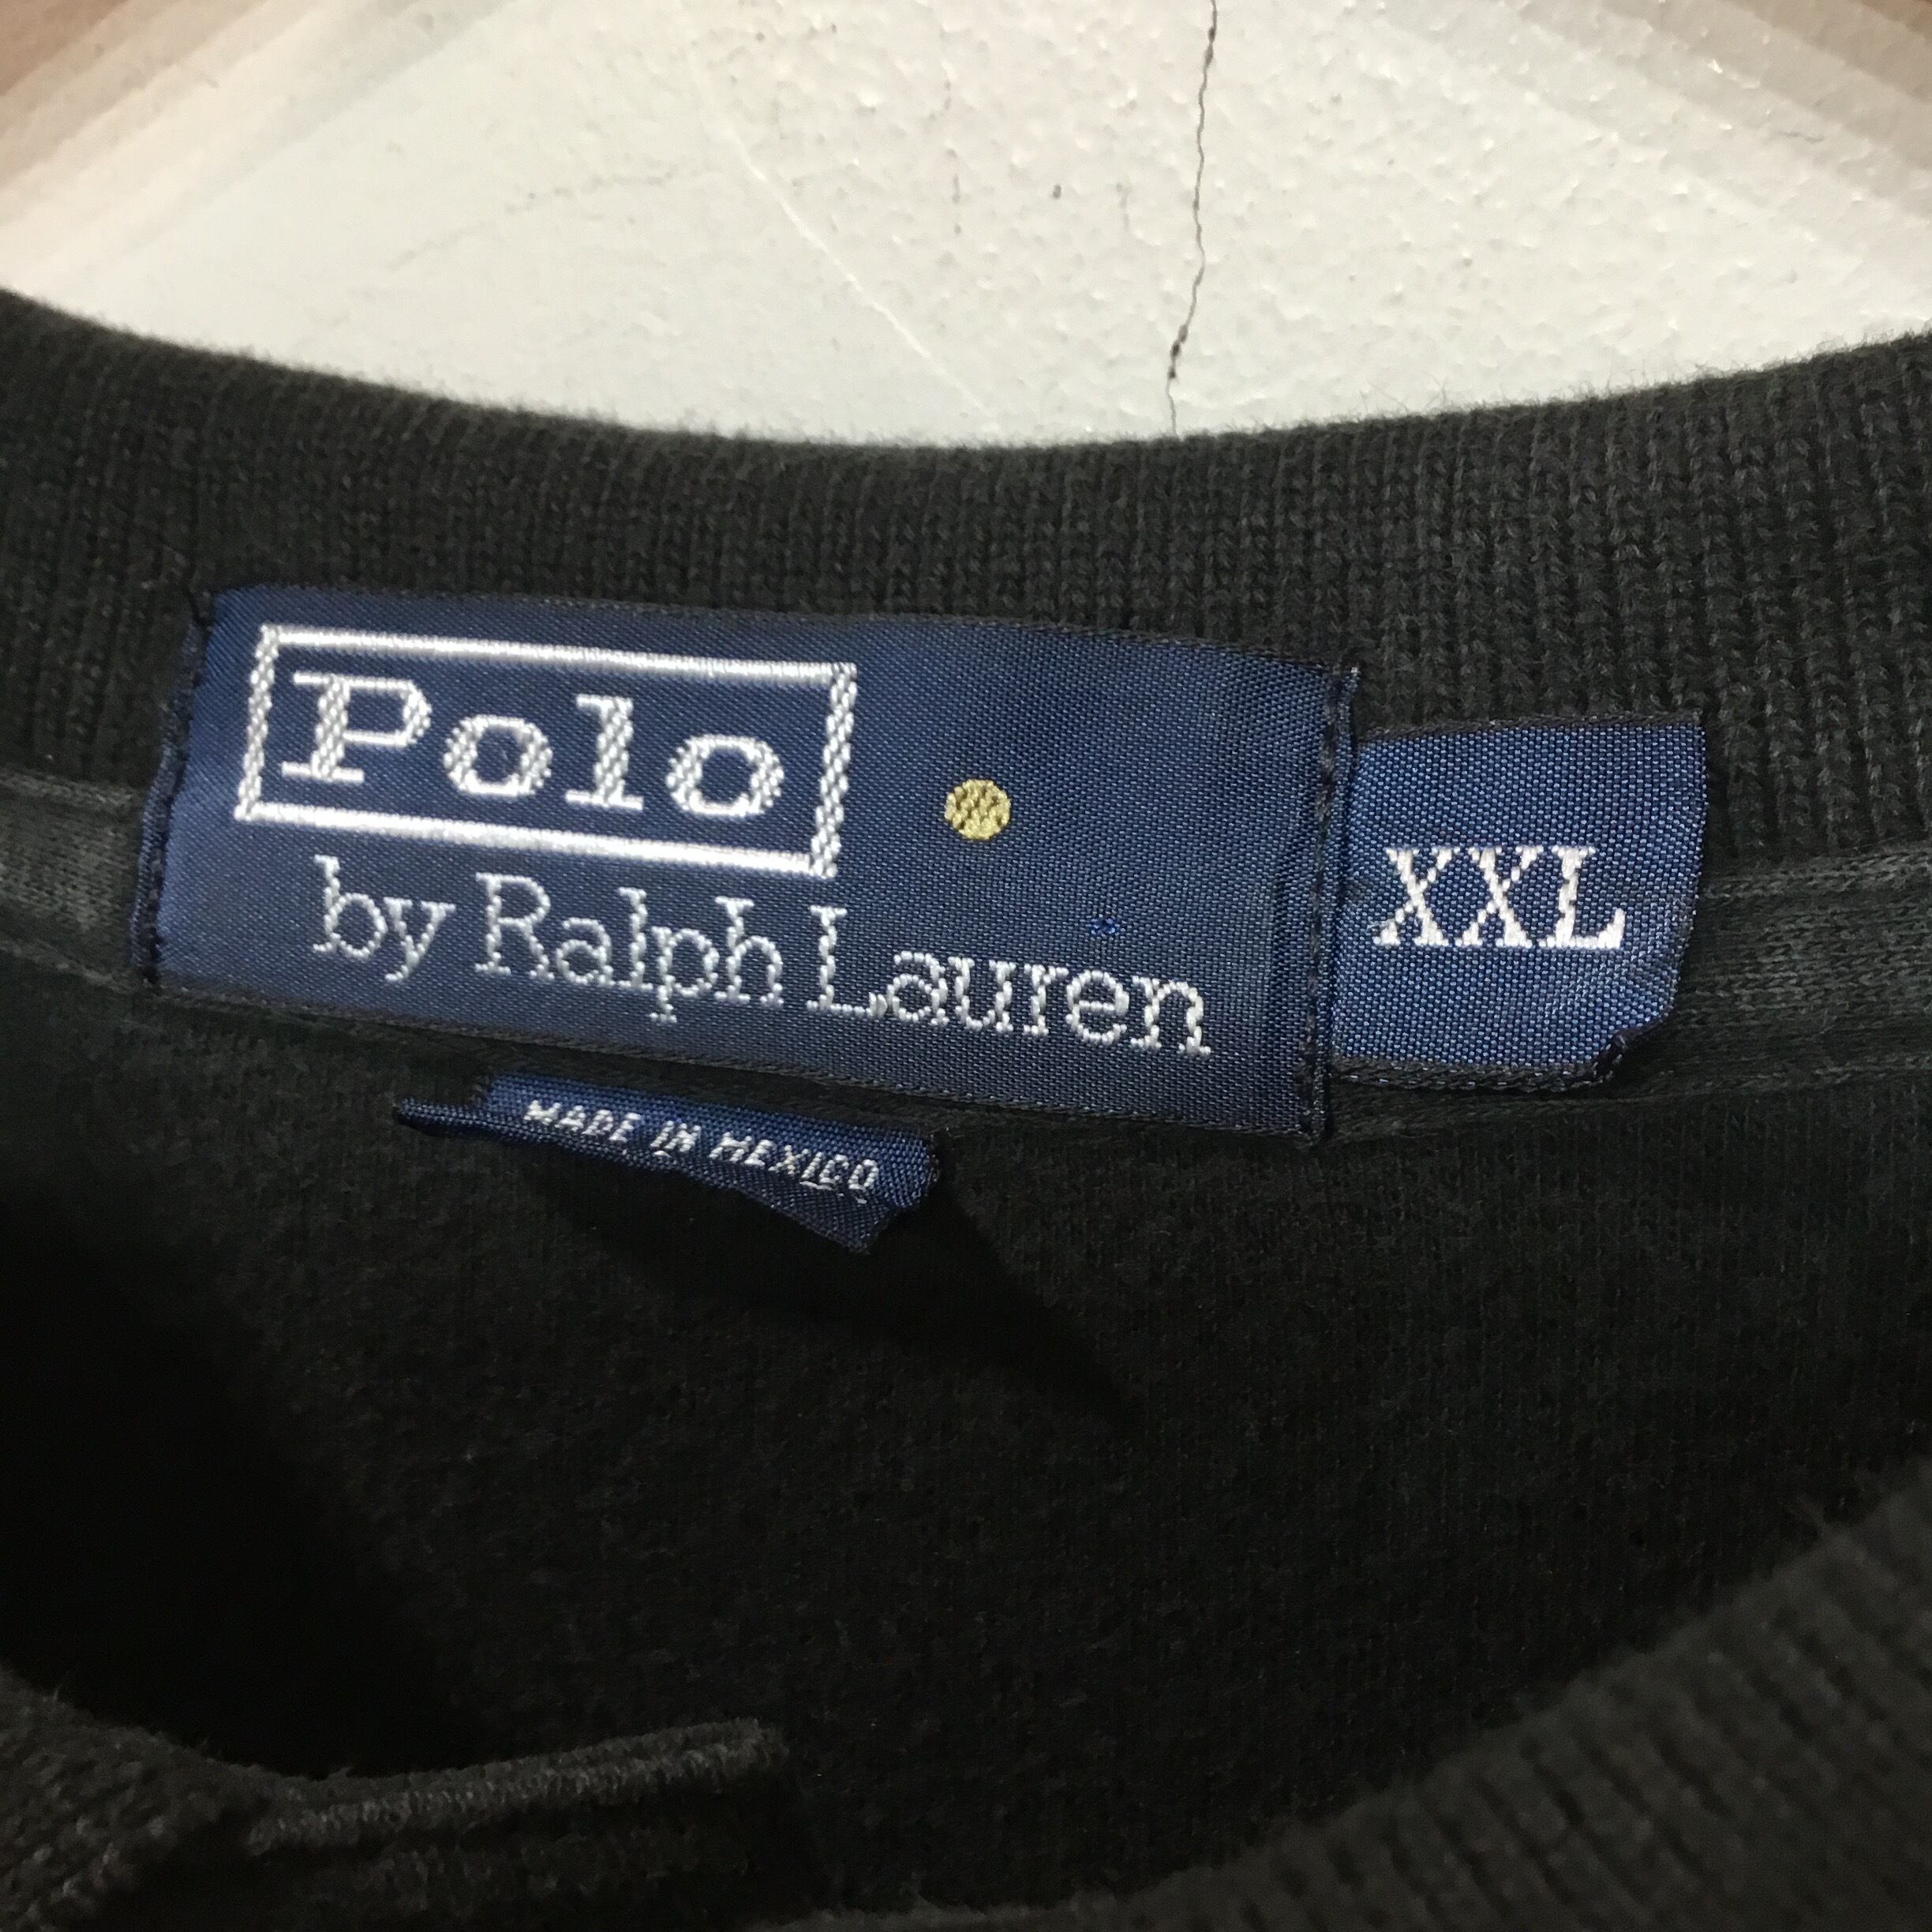 Polo
by Ralph Lauren
XXL
MADE IN MEXICO